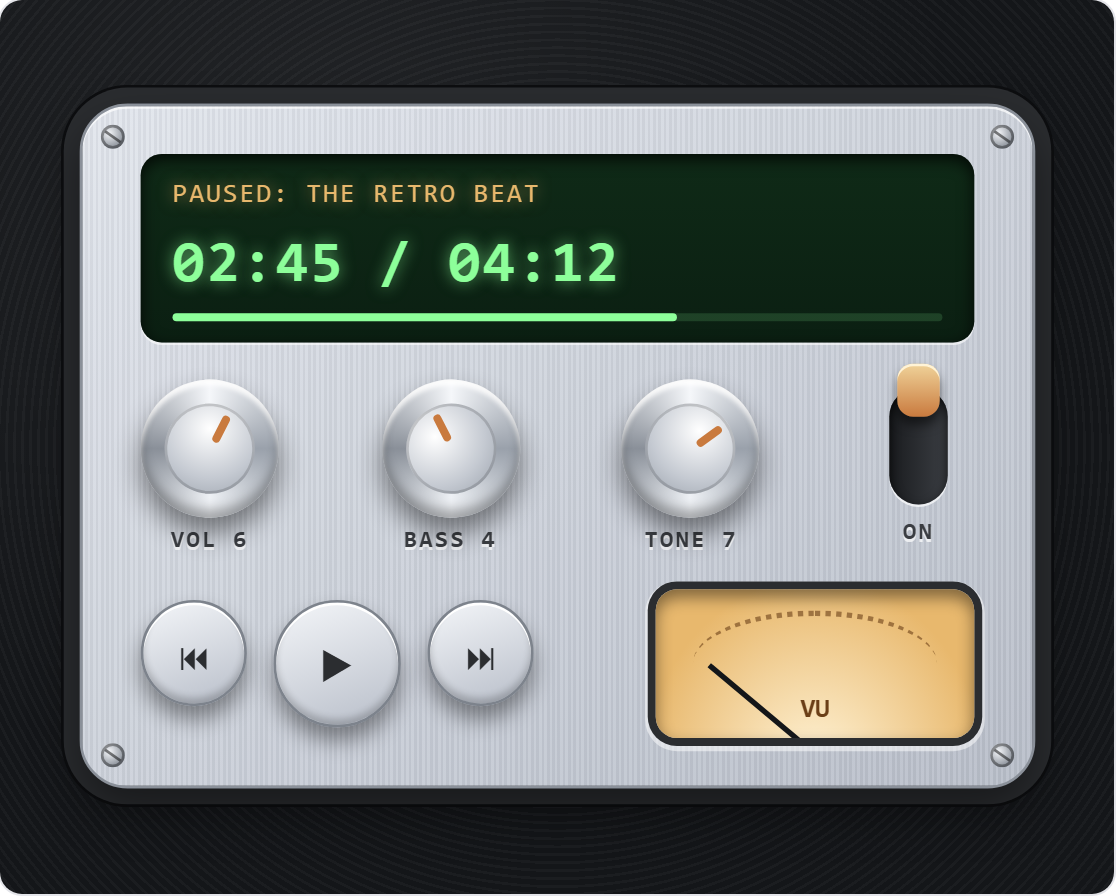 PAUSED: THE RETRO BEAT
02:45 / 04:12
VOL 6
BASS 4
TONE 7
ON
VU